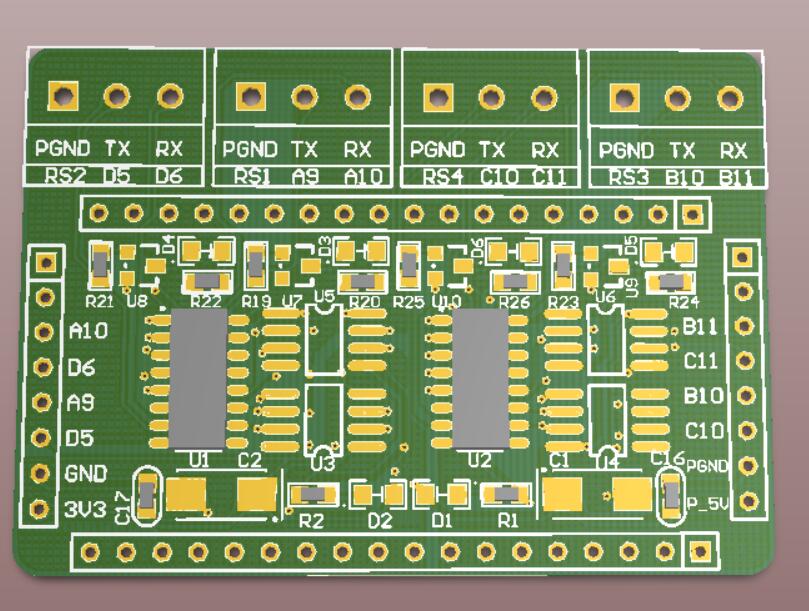 PGND TX RX PGND TX RX PGND TX RX PGND TX RX
RS2 D5 D6 RS1 A9 A10 RS4 C10 C11 RS3 B10 B11
D4 D3 D6 D5
R21 U8 R22 R19 U7 U5 R20 R25 U10 R26 R23 U6 U9 R24
A10 B11
D6 C11
A9 B10
D5 C10
U1 C2 U3 U2 C1 U4 C16
GND PGND
3V3 C17 P_5V
R2 D2 D1 R1